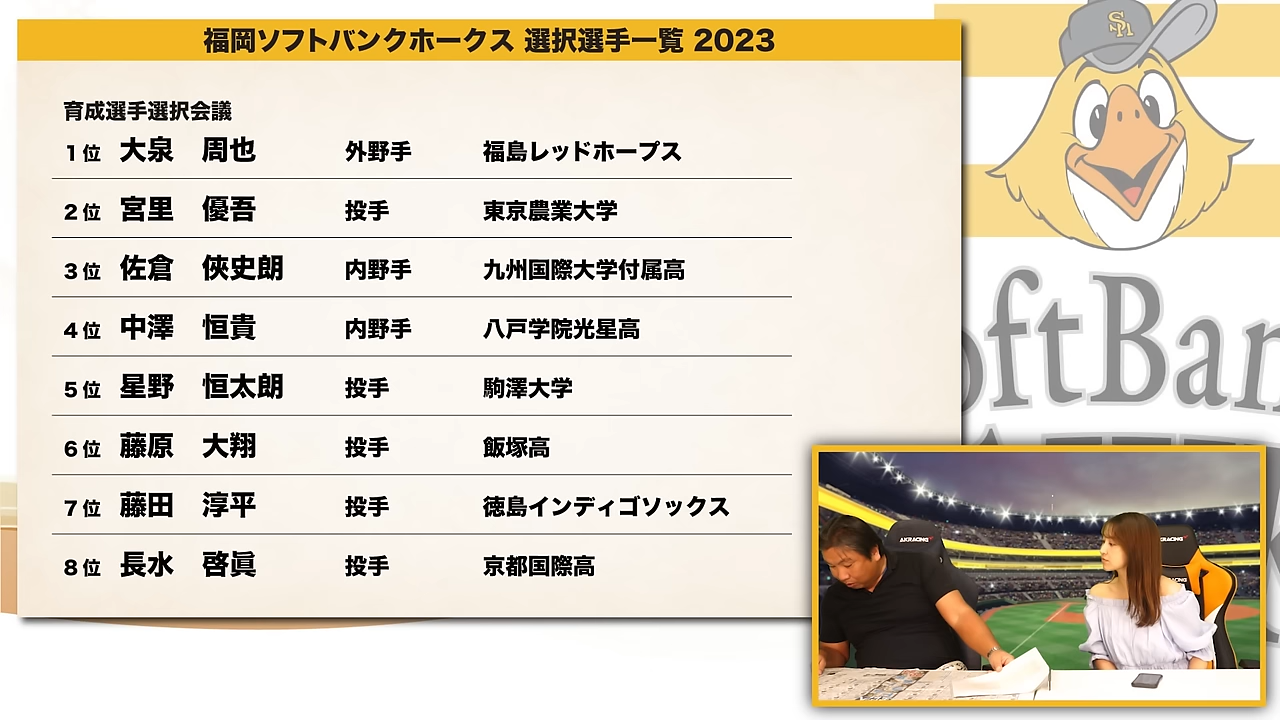 福岡ソフトバンクホークス 選択選手一覧 2023
育成選手選択会議
1位 大泉 周也 外野手 福島レッドホープス
2位 宮里 優吾 投手 東京農業大学
3位 佐倉 俠史朗 内野手 九州国際大学付属高
4位 中澤 恒貴 内野手 八戸学院光星高
5位 星野 恒太朗 投手 駒澤大学
6位 藤原 大翔 投手 飯塚高
7位 藤田 淳平 投手 徳島インディゴソックス
8位 長水 啓眞 投手 京都国際高
SH
oftBan
AKRACING